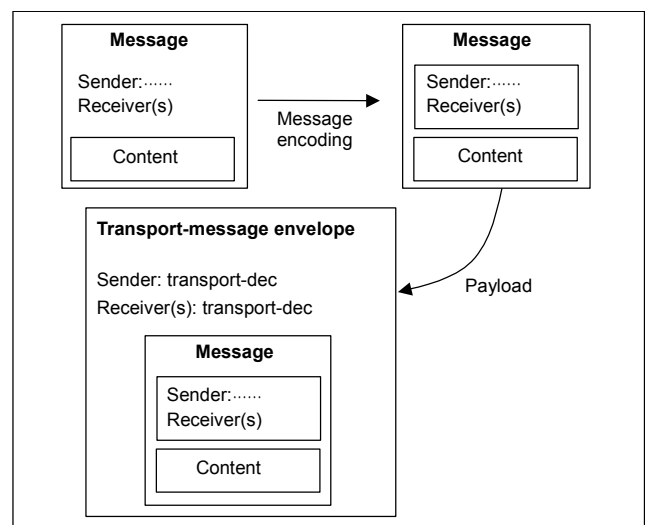 Message
Sender:······
Receiver(s)
Content
Message
encoding
Message
Sender:······
Receiver(s)
Content
Payload
Transport-message envelope
Sender: transport-dec
Receiver(s): transport-dec
Message
Sender:······
Receiver(s)
Content